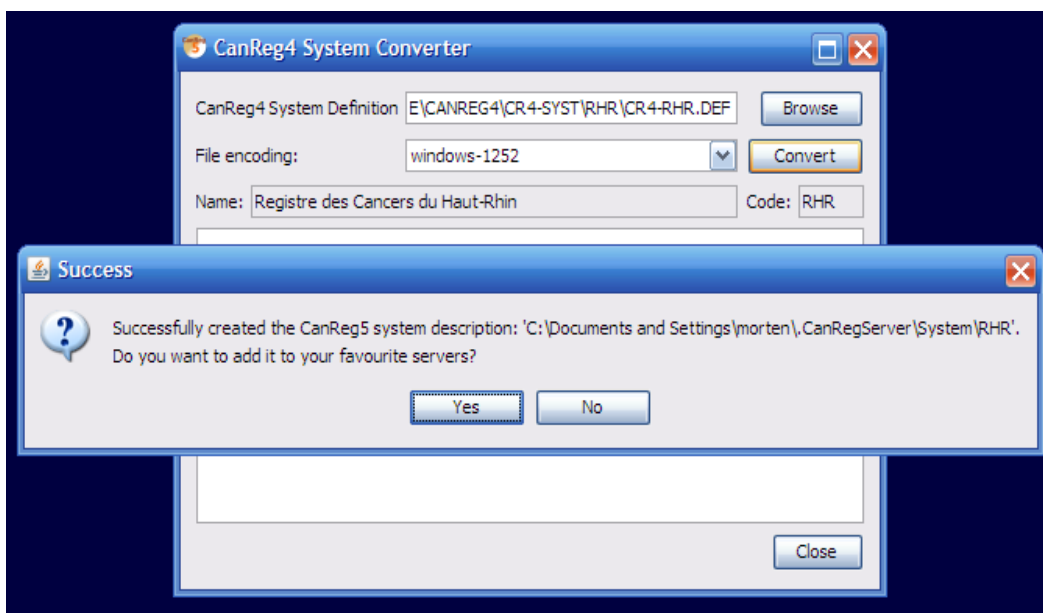 CanReg4 System Converter
CanReg4 System Definition E\CANREG4\CR4-SYST\RHR\CR4-RHR.DEF Browse
File encoding: windows-1252 Convert
Name: Registre des Cancers du Haut-Rhin Code: RHR
Success
Successfully created the CanReg5 system description: 'C:\Documents and Settings\morten\.CanRegServer\System\RHR'.
Do you want to add it to your favourite servers?
Yes No
Close